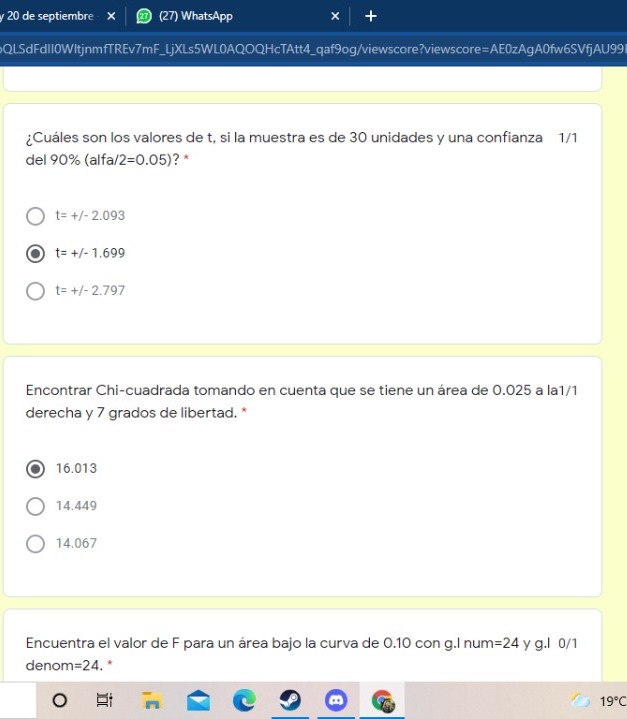 y 20 de septiembre
27 (27) WhatsApp
QLSdFdlI0WltjnmfTREv7mF_LjXLs5WL0AQOQHcTAtt4_qaf9og/viewscore?viewscore=AE0zAgA0fw6SVfjAU99
¿Cuáles son los valores de t, si la muestra es de 30 unidades y una confianza 1/1
del 90% (alfa/2=0.05)? *
t= +/- 2.093
t= +/- 1.699
t= +/- 2.797
Encontrar Chi-cuadrada tomando en cuenta que se tiene un área de 0.025 a la1/1
derecha y 7 grados de libertad. *
16.013
14.449
14.067
Encuentra el valor de F para un área bajo la curva de 0.10 con g.l num=24 y g.l 0/1
denom=24. *
19°C